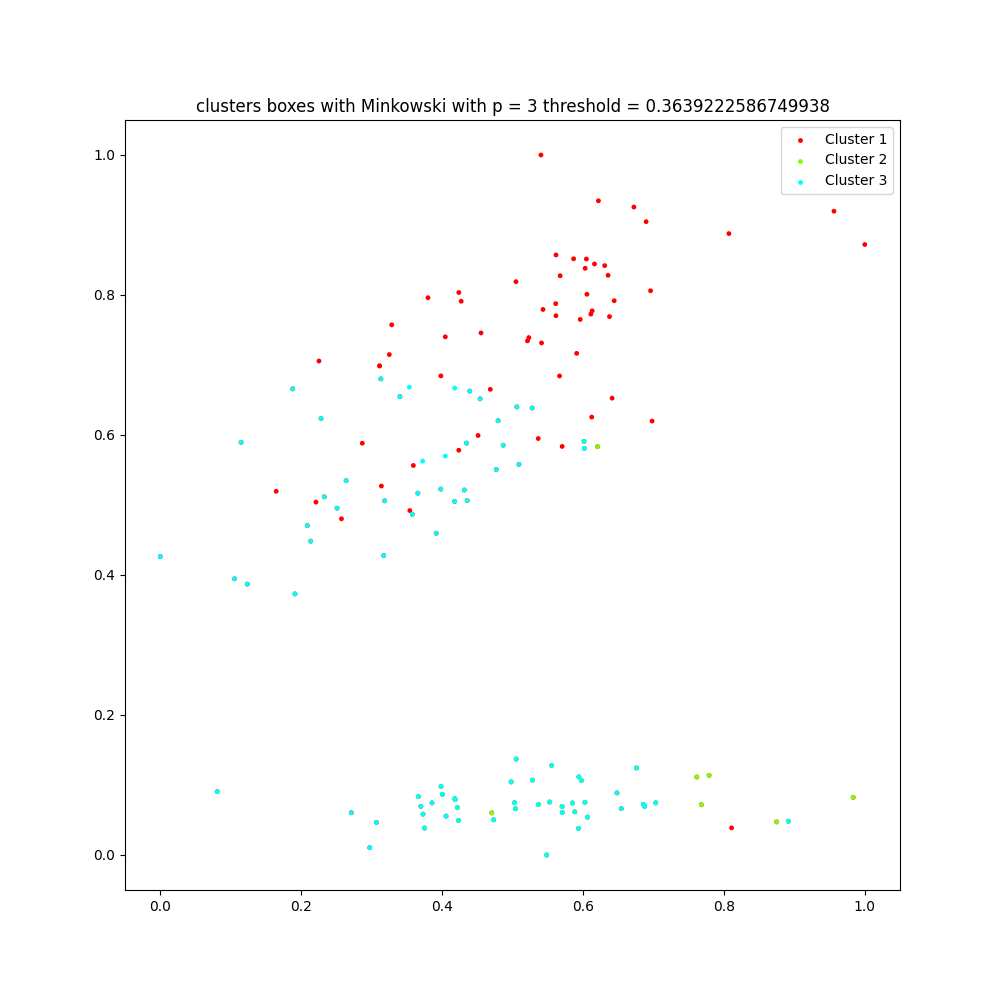 clusters boxes with Minkowski with p = 3 threshold = 0.3639222586749938
Cluster 1
Cluster 2
Cluster 3
1.0
0.8
0.6
0.4
0.2
0.0
0.0 0.2 0.4 0.6 0.8 1.0